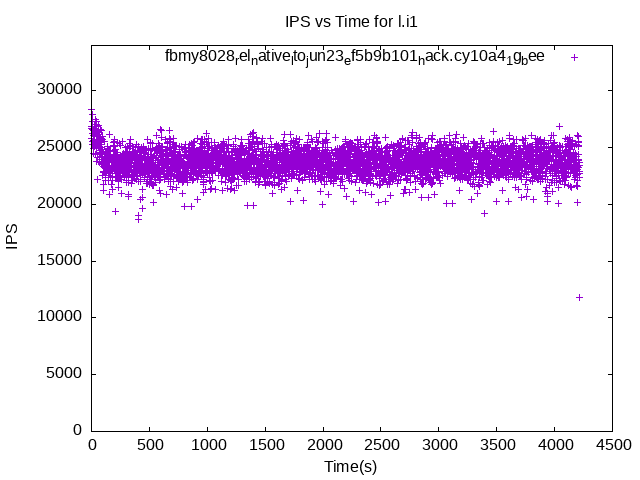 IPS vs Time for l.i1
fbmy8028relnativeltojun23ef5b9b101hack.cy10a41gbee
30000
25000
20000
15000
10000
5000
0
IPS
0 500 1000 1500 2000 2500 3000 3500 4000 4500
Time(s)